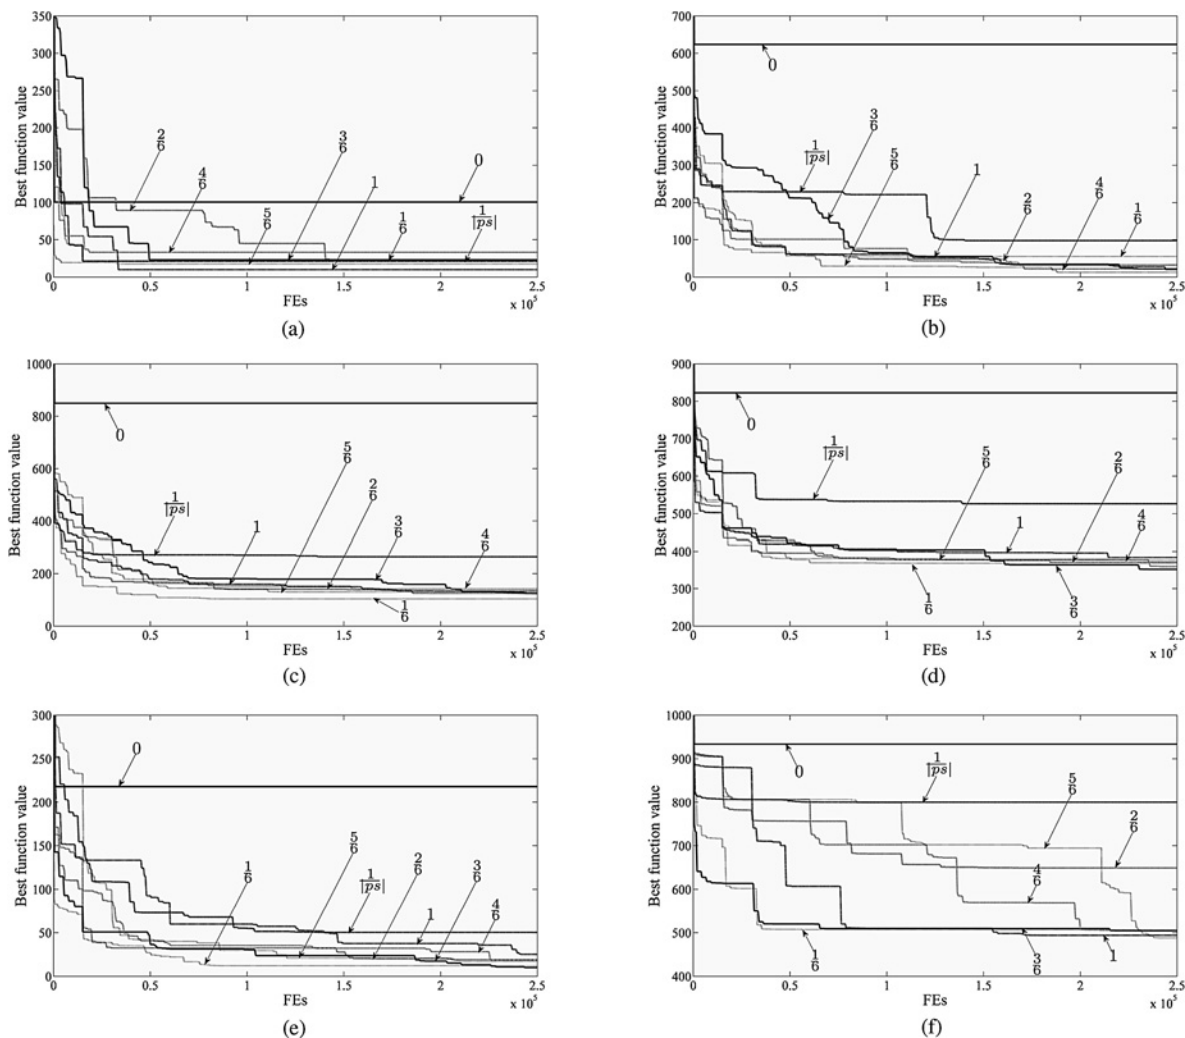 Best function value
350
300
250
200
150
100
50
0
2/6
4/6
5/6
3/6
1
1/6
1/|ps|
0
0 0.5 1 1.5 2 2.5
FEs
x 10^5
(a)
Best function value
700
600
500
400
300
200
100
0
0
1/|ps|
3/6
5/6
1
2/6
4/6
1/6
0 0.5 1 1.5 2 2.5
FEs
x 10^5
(b)
Best function value
1000
800
600
400
200
0
0
1/|ps|
1
5/6
2/6
3/6
4/6
1/6
0 0.5 1 1.5 2 2.5
FEs
x 10^5
(c)
Best function value
900
800
700
600
500
400
300
200
0
1/|ps|
5/6
1
2/6
4/6
1/6
3/6
0 0.5 1 1.5 2 2.5
FEs
x 10^5
(d)
Best function value
300
250
200
150
100
50
0
0
1/6
5/6
1/|ps|
2/6
1
3/6
4/6
0 0.5 1 1.5 2 2.5
FEs
x 10^5
(e)
Best function value
1000
900
800
700
600
500
400
0
1/|ps|
5/6
2/6
4/6
1/6
3/6
1
0 0.5 1 1.5 2 2.5
FEs
x 10^5
(f)